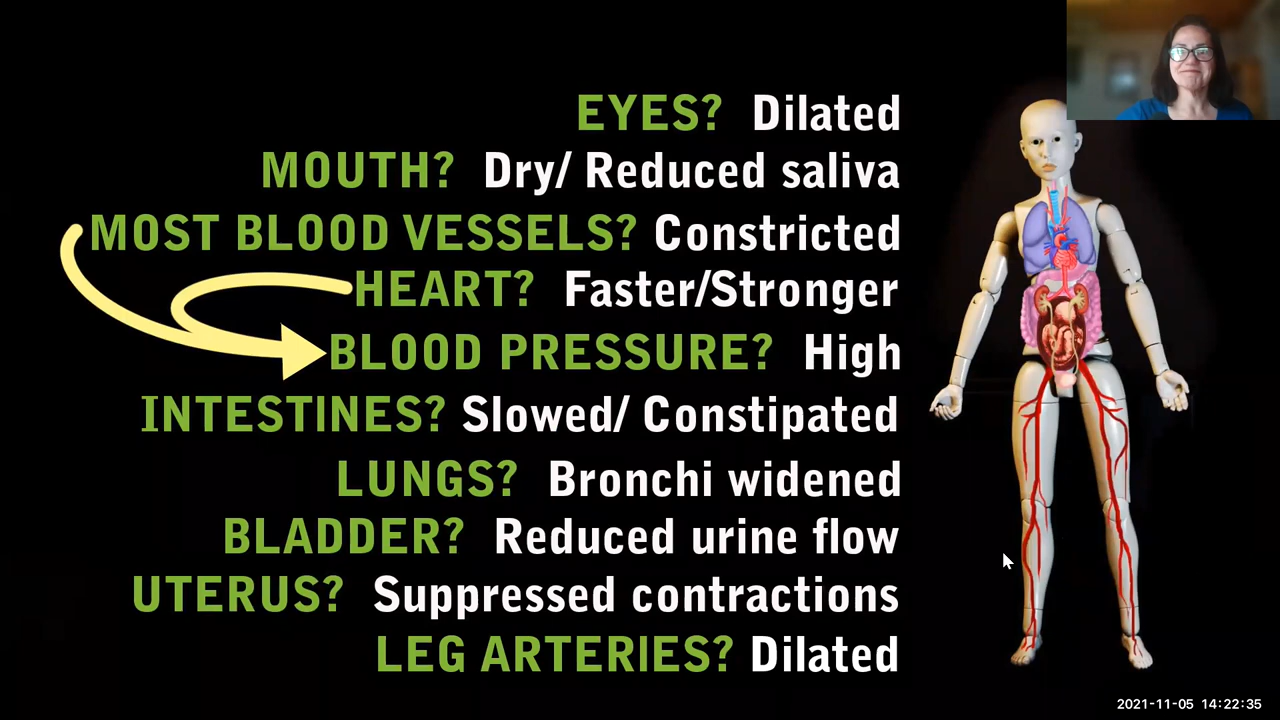 EYES? Dilated
MOUTH? Dry/ Reduced saliva
MOST BLOOD VESSELS? Constricted
HEART? Faster/Stronger
BLOOD PRESSURE? High
INTESTINES? Slowed/ Constipated
LUNGS? Bronchi widened
BLADDER? Reduced urine flow
UTERUS? Suppressed contractions
LEG ARTERIES? Dilated
2021-11-05 14:22:35